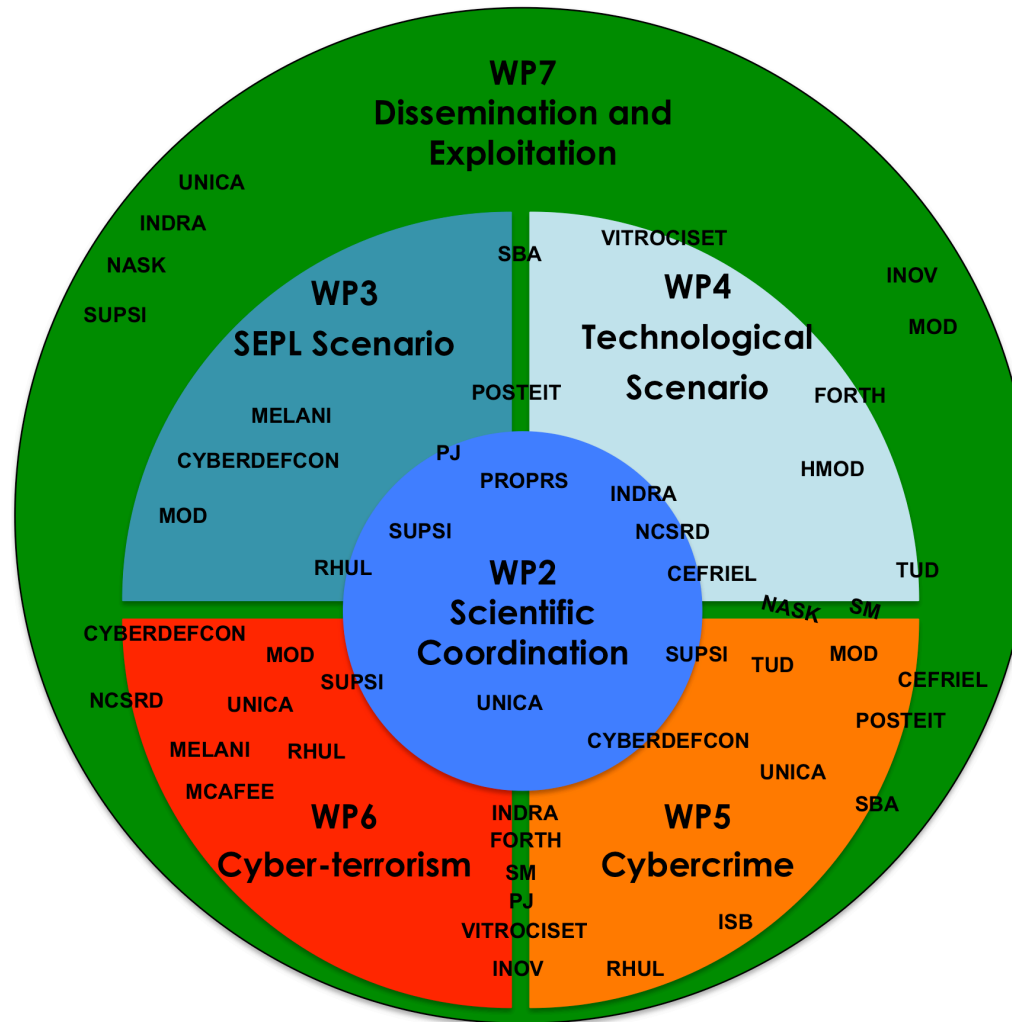 WP7
Dissemination and
Exploitation
UNICA
INDRA
NASK
SUPSI
INOV
MOD
SBA
VITROCISET
WP3
SEPL Scenario
WP4
Technological
Scenario
POSTEIT
MELANI
CYBERDEFCON
MOD
RHUL
FORTH
HMOD
TUD
PJ
PROPRS
INDRA
SUPSI
NCSRD
CEFRIEL
WP2
Scientific
Coordination
UNICA
NASK
SM
CYBERDEFCON
MOD
SUPSI
NCSRD
UNICA
MELANI
RHUL
MCAFEE
WP6
Cyber-terrorism
SUPSI
TUD
MOD
CEFRIEL
POSTEIT
CYBERDEFCON
UNICA
SBA
WP5
Cybercrime
ISB
RHUL
INDRA
FORTH
SM
PJ
VITROCISET
INOV